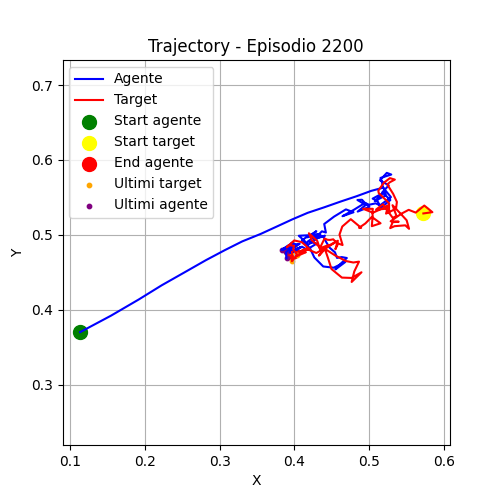 Trajectory - Episodio 2200
Agente
Target
Start agente
Start target
End agente
Ultimi target
Ultimi agente
Y
0.7
0.6
0.5
0.4
0.3
0.1
0.2
0.3
0.4
0.5
0.6
X